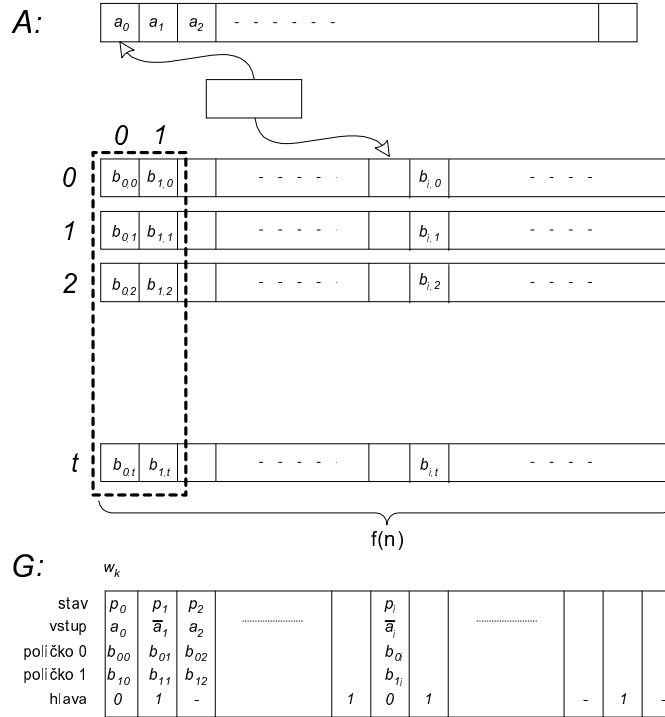 A: a0 a1 a2 - - - - - -
0 1
0 b0,0 b1,0 - - - - - bi,0 - - - -
1 b0,1 b1,1 - - - - - bi,1 - - - -
2 b0,2 b1,2 - - - - - bi,2 - - - -
t b0,t b1,t - - - - - bi,t - - - -
f(n)
G: wk
stav p0 p1 p2 pi
vstup a0 a̅1 a2 .................... a̅i ....................
políčko 0 b00 b01 b02 b0i
políčko 1 b10 b11 b12 b1i
hlava 0 1 - 1 0 1 - 1 -